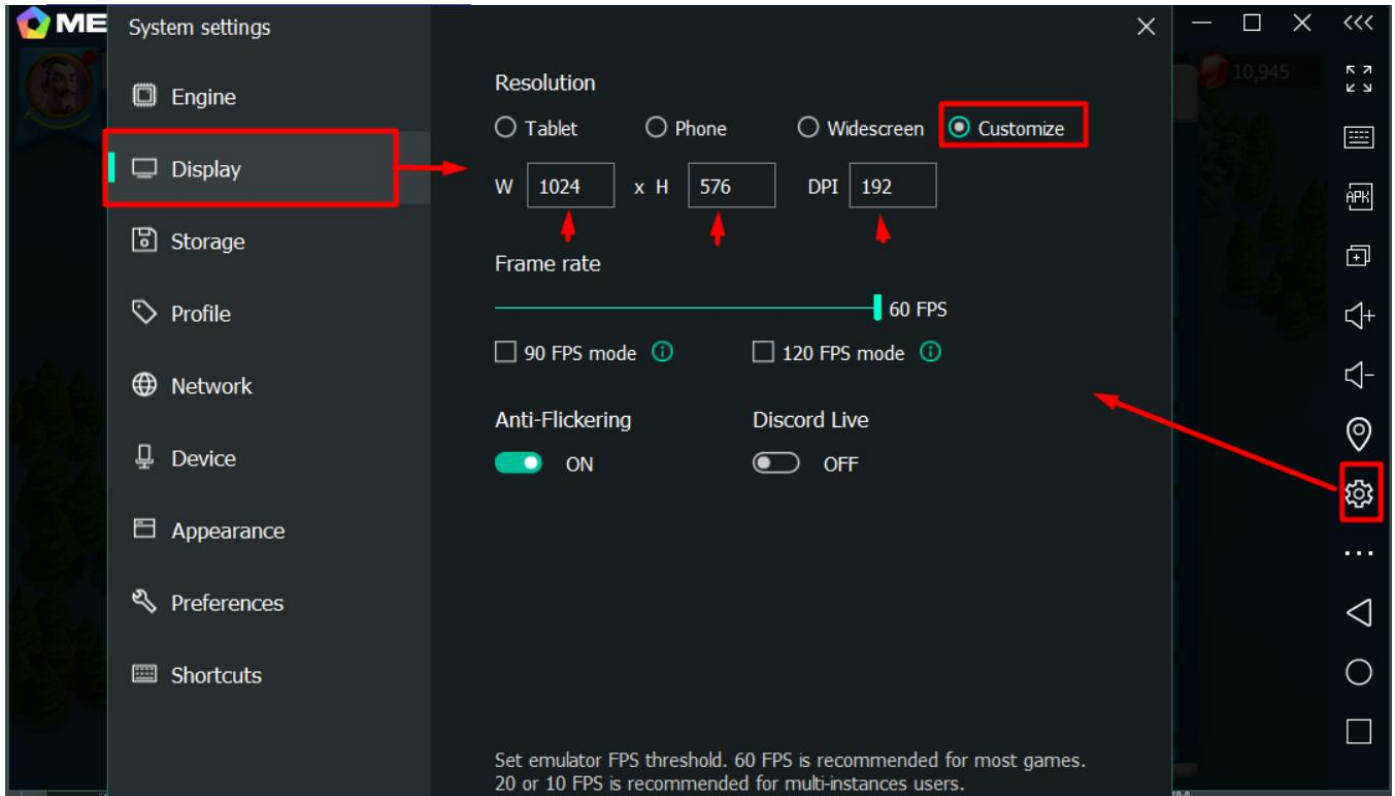 ME
System settings
10,945
Engine
Display
Storage
Profile
Network
Device
Appearance
Preferences
Shortcuts
Resolution
Tablet Phone Widescreen Customize
W 1024 x H 576 DPI 192
Frame rate
60 FPS
90 FPS mode 120 FPS mode
Anti-Flickering Discord Live
ON OFF
Set emulator FPS threshold. 60 FPS is recommended for most games.
20 or 10 FPS is recommended for multi-instances users.
APK